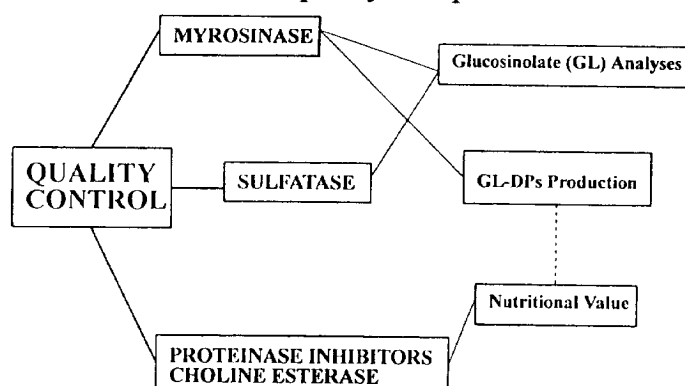 MYROSINASE
Glucosinolate (GL) Analyses
QUALITY
CONTROL
SULFATASE
GL-DPs Production
Nutritional Value
PROTEINASE INHIBITORS
CHOLINE ESTERASE